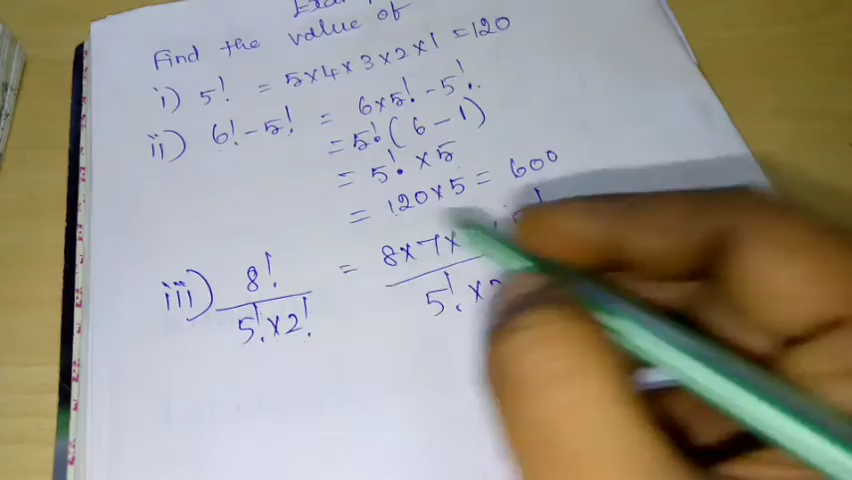 Find the value of
i) 5! = 5×4×3×2×1 = 120
ii) 6! - 5! = 6×5! - 5!
= 5! (6 - 1)
= 5! × 5
= 120×5 = 600
iii) 8! / 5!×2! = 8×7× / 5!×2